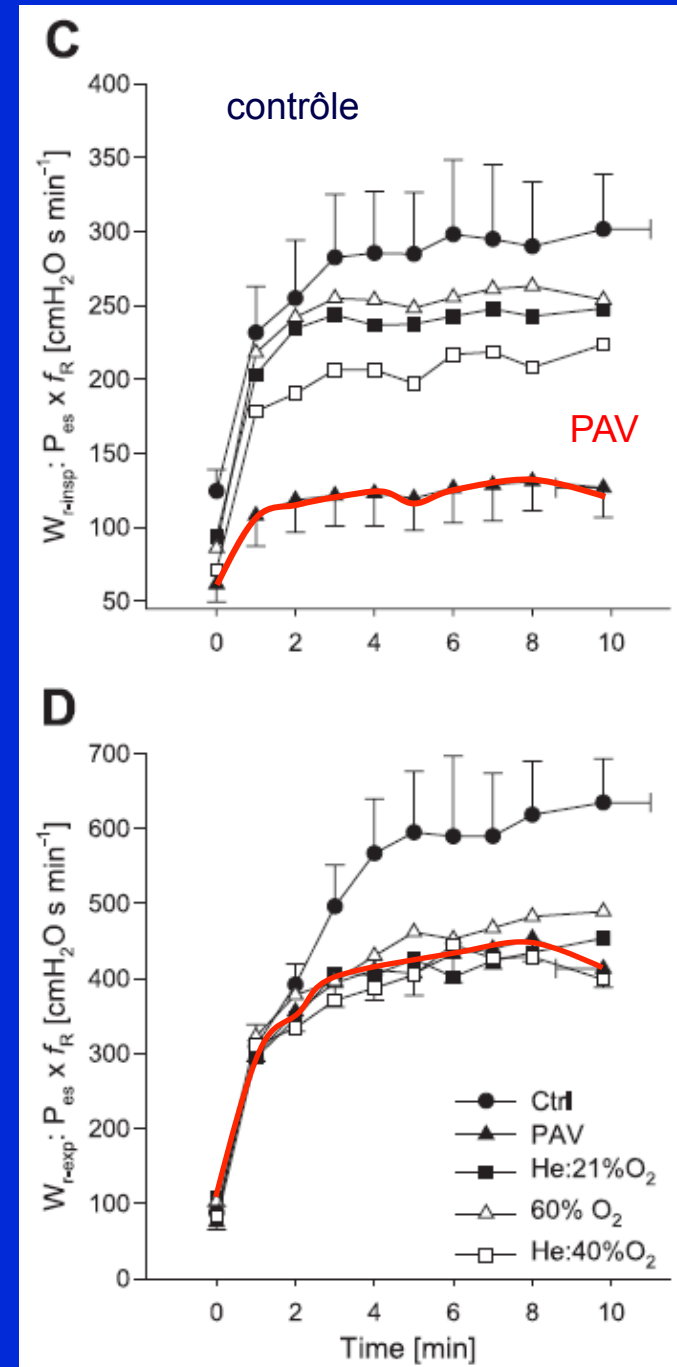 C
contrôle
400
350
300
250
200
150
100
50
W_r-insp: P_es x f_R [cmH₂O s min⁻¹]
PAV
0 2 4 6 8 10
D
700
600
500
400
300
200
100
0
W_r-exp: P_es x f_R [cmH₂O s min⁻¹]
Ctrl
PAV
He:21%O₂
60% O₂
He:40%O₂
0 2 4 6 8 10
Time [min]